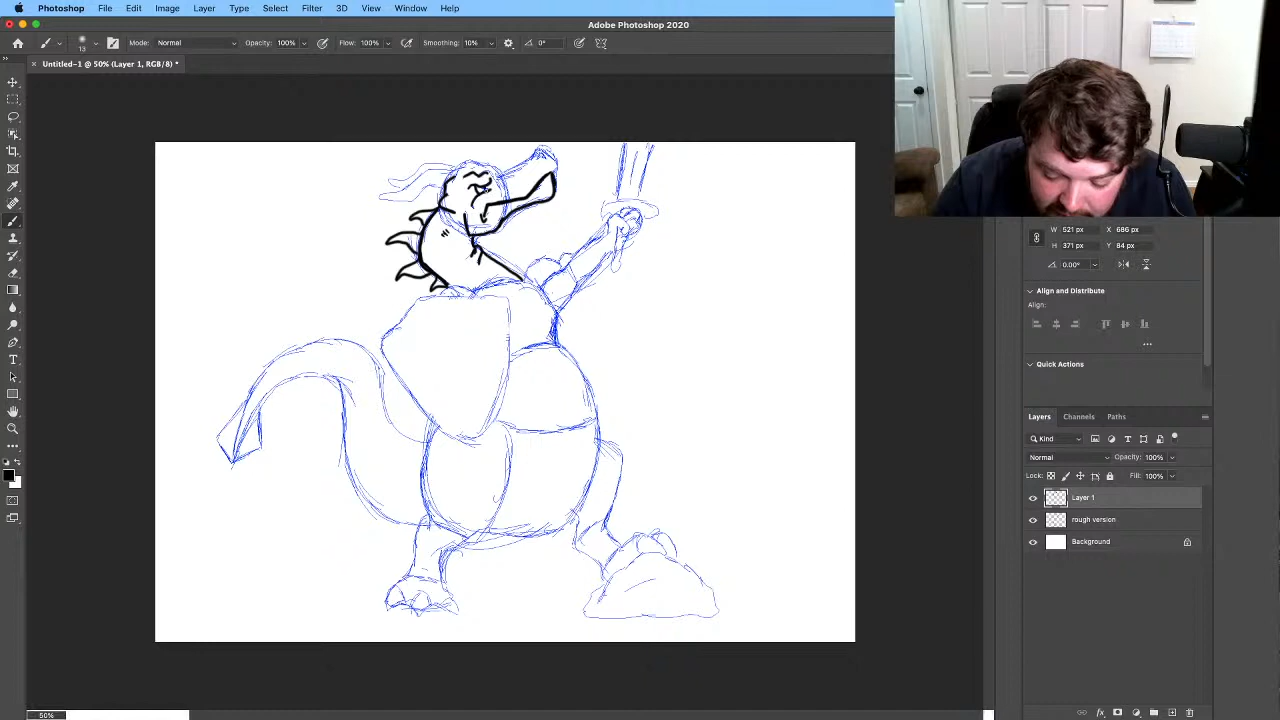 Photoshop File Edit Image Layer Type Select Filter 3D View Window Help
Adobe Photoshop 2020
13 Mode: Normal Opacity: 100% Flow: 100% Smoothing: 10% 0°
Untitled-1 @ 50% (Layer 1, RGB/8) *
W 521 px X 686 px
H 371 px Y 84 px
0.00°
Align and Distribute
Align:
Quick Actions
Layers Channels Paths
Kind
Normal Opacity: 100%
Lock: Fill: 100%
Layer 1
rough version
Background
50%